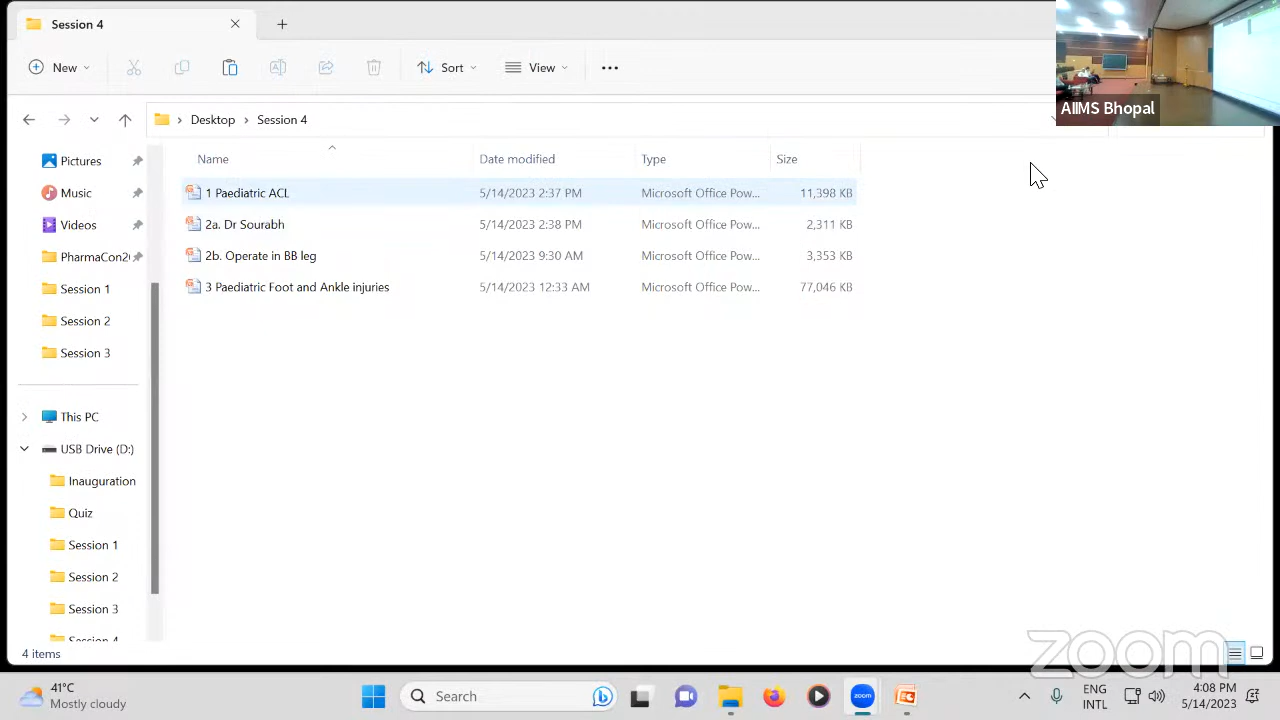 Session 4
New
Sort
View
AIIMS Bhopal
Desktop
Session 4
Name
Date modified
Type
Size
Pictures
1 Paediatric ACL
5/14/2023 2:37 PM
Microsoft Office Pow...
11,398 KB
Music
2a. Dr Sourabh
5/14/2023 2:38 PM
Microsoft Office Pow...
2,311 KB
Videos
2b. Operate in BB leg
5/14/2023 9:30 AM
Microsoft Office Pow...
3,353 KB
PharmaCon20
3 Paediatric Foot and Ankle injuries
5/14/2023 12:33 AM
Microsoft Office Pow...
77,046 KB
Session 1
Session 2
Session 3
This PC
USB Drive (D:)
Inauguration
Quiz
Session 1
Session 2
Session 3
Session 4
4 items
zoom
41°C
Mostly cloudy
Search
zoom
ENG
INTL
4:08 PM
5/14/2023